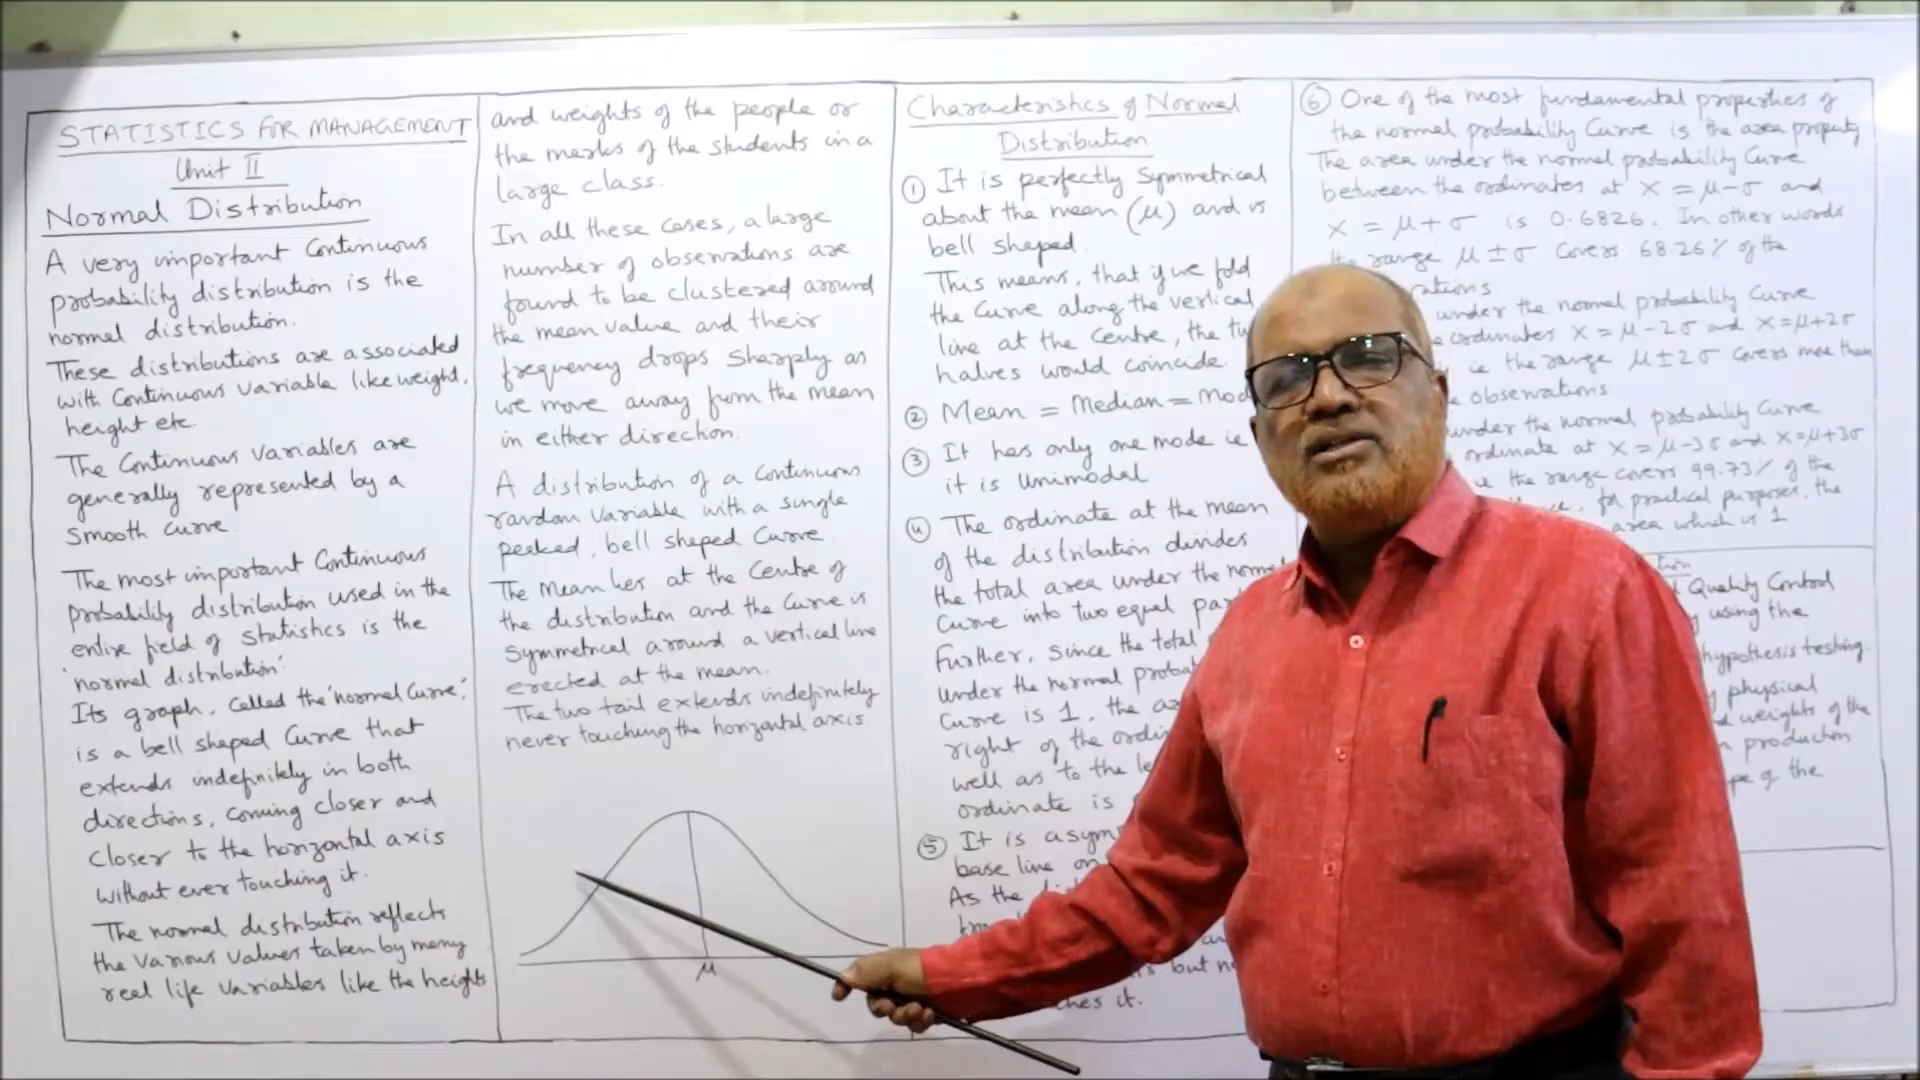 STATISTICS FOR MANAGEMENT
Unit II
Normal Distribution
A very important Continuous
probability distribution is the
normal distribution.
These distributions are associated
with Continuous variable like weight,
height etc.
The Continuous variables are
generally represented by a
Smooth curve.
The most important Continuous
probability distribution used in the
entire field of Statistics is the
'normal distribution'.
Its graph, called the 'normal Curve',
is a bell shaped Curve that
extends indefinitely in both
directions, coming closer and
closer to the horizontal axis
without ever touching it.
The normal distribution reflects
the various values taken by many
real life variables like the heights
and weights of the people or
the marks of the students in a
large class.
In all these cases, a large
number of observations are
found to be clustered around
the mean value and their
frequency drops sharply as
we move away from the mean
in either direction.
A distribution of a Continuous
random variable with a single
peaked, bell shaped Curve
The Mean lies at the Centre of
the distribution and the Curve is
Symmetrical around a vertical line
erected at the mean.
The two tail extends indefinitely
never touching the horizontal axis
μ
Characteristics of Normal
Distribution
① It is perfectly Symmetrical
about the mean (μ) and is
bell shaped.
This means, that if we fold
the Curve along the vertical
line at the Centre, the
halves would coincide.
② Mean = Median =
③ It has only one mode ie
it is Unimodal
④ The ordinate at the mean
of the distribution divides
the total area under the
Curve into two equal
Further, Since the total
under the normal
Curve is 1, the
right of the
well as to the
ordinate is
⑤ It is
base line on
As the
but
it.
⑥ One of the most fundamental properties of
the normal probability Curve is the area property
The area under the normal probability Curve
between the ordinates at X = μ-σ and
X = μ+σ is 0.6826. In other words
the range μ±σ Covers 68.26% of the
under the normal probability Curve
ordinates X = μ-2σ and X=μ+2σ
ie the range μ±2σ Covers more than
observations
under the normal probability Curve
ordinate at X=μ-3σ and X=μ+3σ
the range covers 99.73% of the
for practical purposes, the
area which is 1
Quality Control
using the
hypothesis testing.
physical
weights of the
production
of the